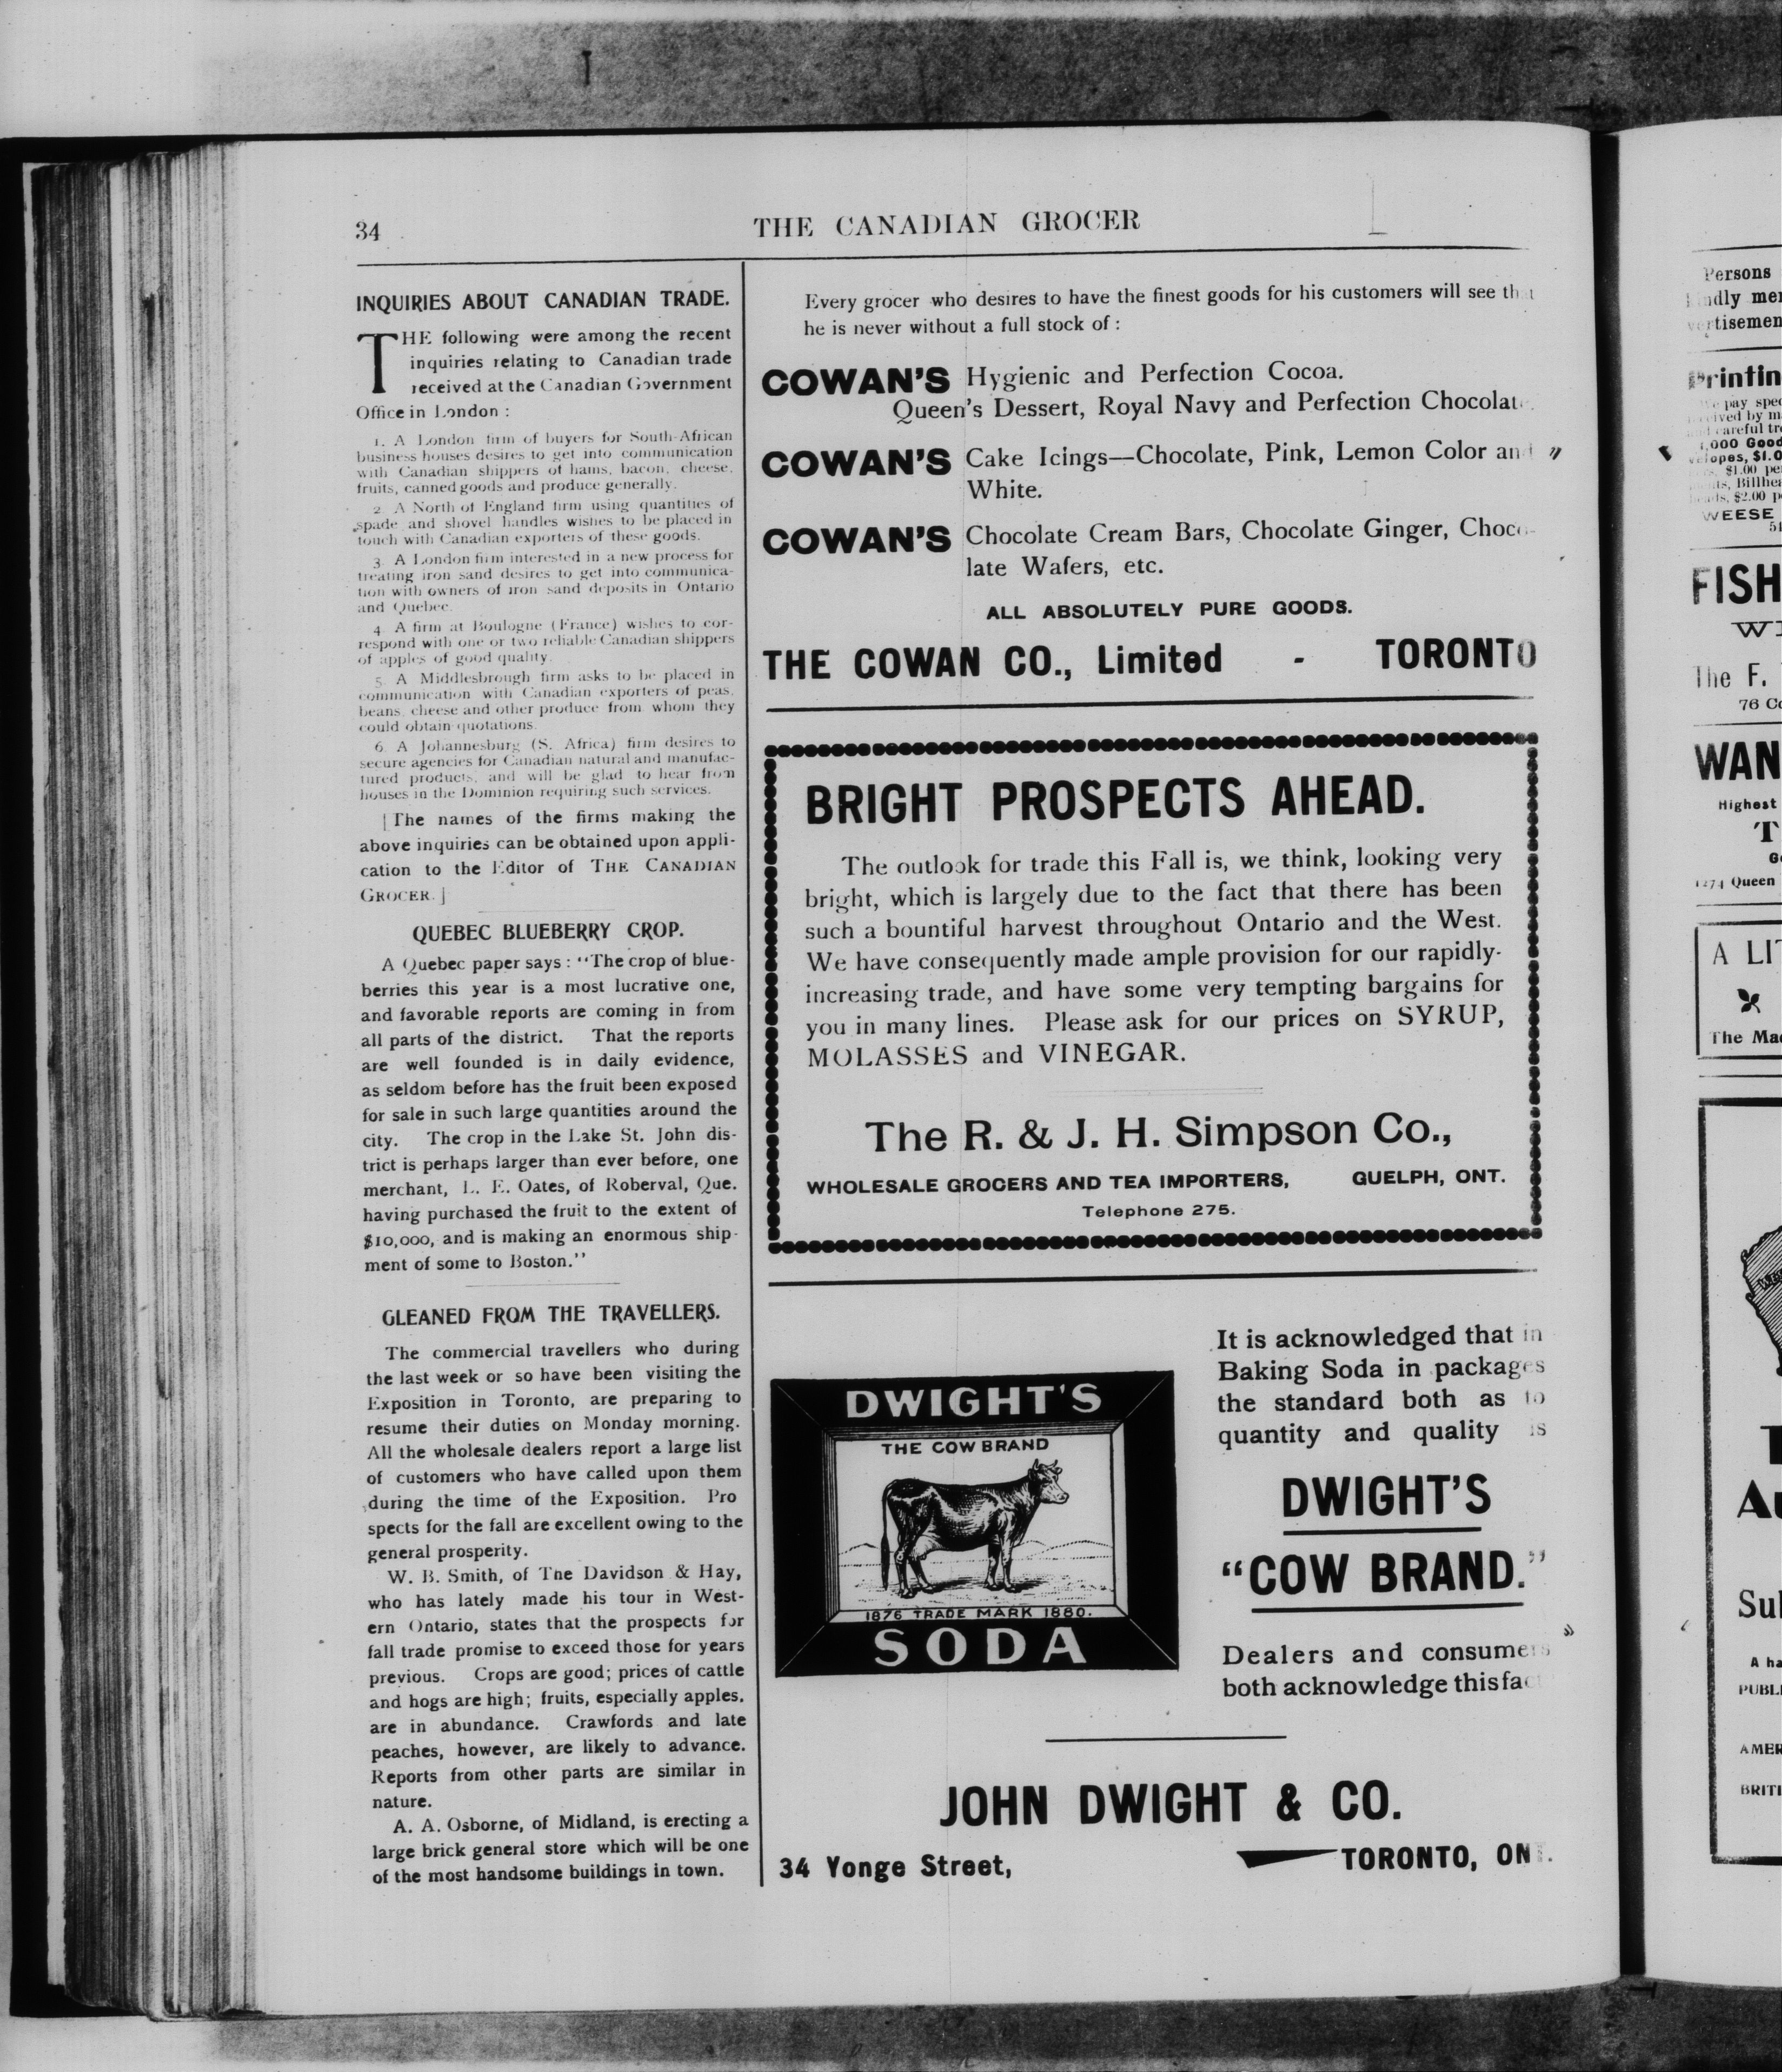 34
THE CANADIAN GROCER
INQUIRIES ABOUT CANADIAN TRADE.
THE following were among the recent
inquiries relating to Canadian trade
received at the Canadian Government
Office in London :
1. A London firm of buyers for South African
business houses desires to get into communication
with Canadian shippers of hams, bacon, cheese,
fruits, canned goods and produce generally.
2. A North of England firm using quantities of
spade and shovel handles wishes to be placed in
touch with Canadian exporters of these goods.
3. A London firm interested in a new process for
treating iron sand desires to get into communica-
tion with owners of iron sand deposits in Ontario
and Quebec.
4. A firm at Boulogne (France) wishes to cor-
respond with one or two reliable Canadian shippers
of apples of good quality.
5. A Middlesbrough firm asks to be placed in
communication with Canadian exporters of peas,
beans, cheese and other produce from whom they
could obtain quotations.
6. A Johannesburg (S. Africa) firm desires to
secure agencies for Canadian natural and manufac-
tured products, and will be glad to hear from
houses in the Dominion requiring such services.
[The names of the firms making the
above inquiries can be obtained upon appli-
cation to the Editor of THE CANADIAN
GROCER.]
QUEBEC BLUEBERRY CROP.
A Quebec paper says : "The crop of blue-
berries this year is a most lucrative one,
and favorable reports are coming in from
all parts of the district. That the reports
are well founded is in daily evidence,
as seldom before has the fruit been exposed
for sale in such large quantities around the
city. The crop in the Lake St. John dis-
trict is perhaps larger than ever before, one
merchant, L. E. Oates, of Roberval, Que.
having purchased the fruit to the extent of
$10,000, and is making an enormous ship-
ment of some to Boston."
GLEANED FROM THE TRAVELLERS.
The commercial travellers who during
the last week or so have been visiting the
Exposition in Toronto, are preparing to
resume their duties on Monday morning.
All the wholesale dealers report a large list
of customers who have called upon them
during the time of the Exposition. Pro
spects for the fall are excellent owing to the
general prosperity.
W. B. Smith, of The Davidson & Hay,
who has lately made his tour in West-
ern Ontario, states that the prospects for
fall trade promise to exceed those for years
previous. Crops are good; prices of cattle
and hogs are high; fruits, especially apples,
are in abundance. Crawfords and late
peaches, however, are likely to advance.
Reports from other parts are similar in
nature.
A. A. Osborne, of Midland, is erecting a
large brick general store which will be one
of the most handsome buildings in town.
Every grocer who desires to have the finest goods for his customers will see that
he is never without a full stock of :
COWAN'S Hygienic and Perfection Cocoa.
Queen's Dessert, Royal Navy and Perfection Chocolate.
COWAN'S Cake Icings—Chocolate, Pink, Lemon Color and
White.
COWAN'S Chocolate Cream Bars, Chocolate Ginger, Choco-
late Wafers, etc.
ALL ABSOLUTELY PURE GOODS.
THE COWAN CO., Limited - TORONTO
BRIGHT PROSPECTS AHEAD.
The outlook for trade this Fall is, we think, looking very
bright, which is largely due to the fact that there has been
such a bountiful harvest throughout Ontario and the West.
We have consequently made ample provision for our rapidly-
increasing trade, and have some very tempting bargains for
you in many lines. Please ask for our prices on SYRUP,
MOLASSES and VINEGAR.
The R. & J. H. Simpson Co.,
WHOLESALE GROCERS AND TEA IMPORTERS, GUELPH, ONT.
Telephone 275.
DWIGHT'S
THE COW BRAND
1876 TRADE MARK 1880.
SODA
It is acknowledged that in
Baking Soda in packages
the standard both as to
quantity and quality is
DWIGHT'S
"COW BRAND."
Dealers and consumers
both acknowledge this fact
JOHN DWIGHT & CO.
34 Yonge Street, TORONTO, ONT.
Persons
1,000 Good
$1.00
$2.00
WEESE
FISH
The F.
76
WAN
Highest
1274 Queen
A
The
BRITI